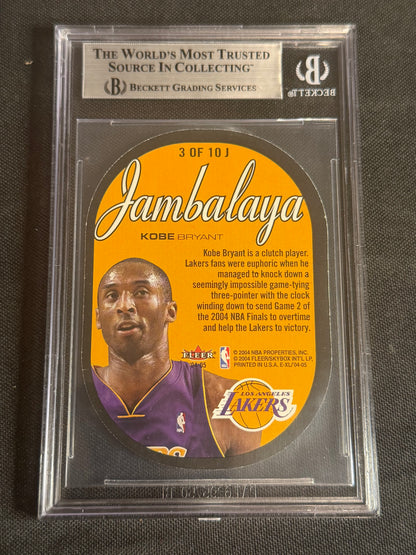 THE WORLD'S MOST TRUSTED
SOURCE IN COLLECTING™
B BECKETT GRADING SERVICES
B
BECKETT
3 OF 10 J
Jambalaya
KOBE BRYANT
Kobe Bryant is a clutch player.
Lakers fans were euphoric when he
managed to knock down a
seemingly impossible game-tying
three-pointer with the clock
winding down to send Game 2 of
the 2004 NBA Finals to overtime
and help the Lakers to victory.
FLEER
04-05
© 2004 NBA PROPERTIES, INC.
© 2004 FLEER/SKYBOX INT'L LP,
PRINTED IN U.S.A. E-XL/'04-05
LOS ANGELES
LAKERS